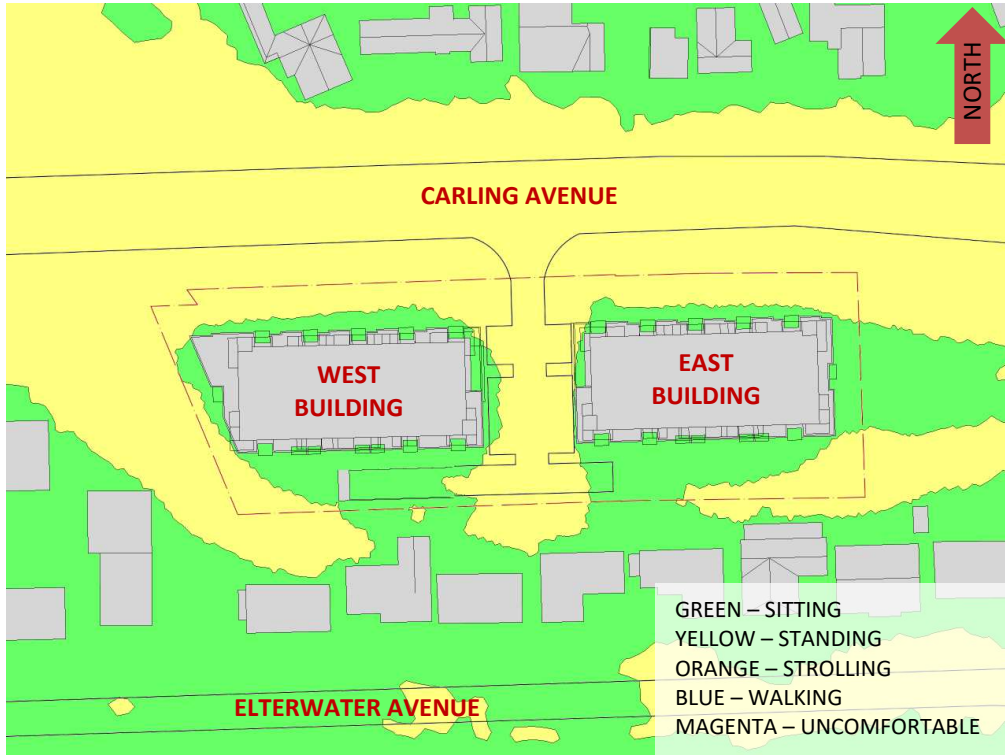 NORTH
CARLING AVENUE
WEST
BUILDING
EAST
BUILDING
GREEN – SITTING
YELLOW – STANDING
ORANGE – STROLLING
BLUE – WALKING
MAGENTA – UNCOMFORTABLE
ELTERWATER AVENUE